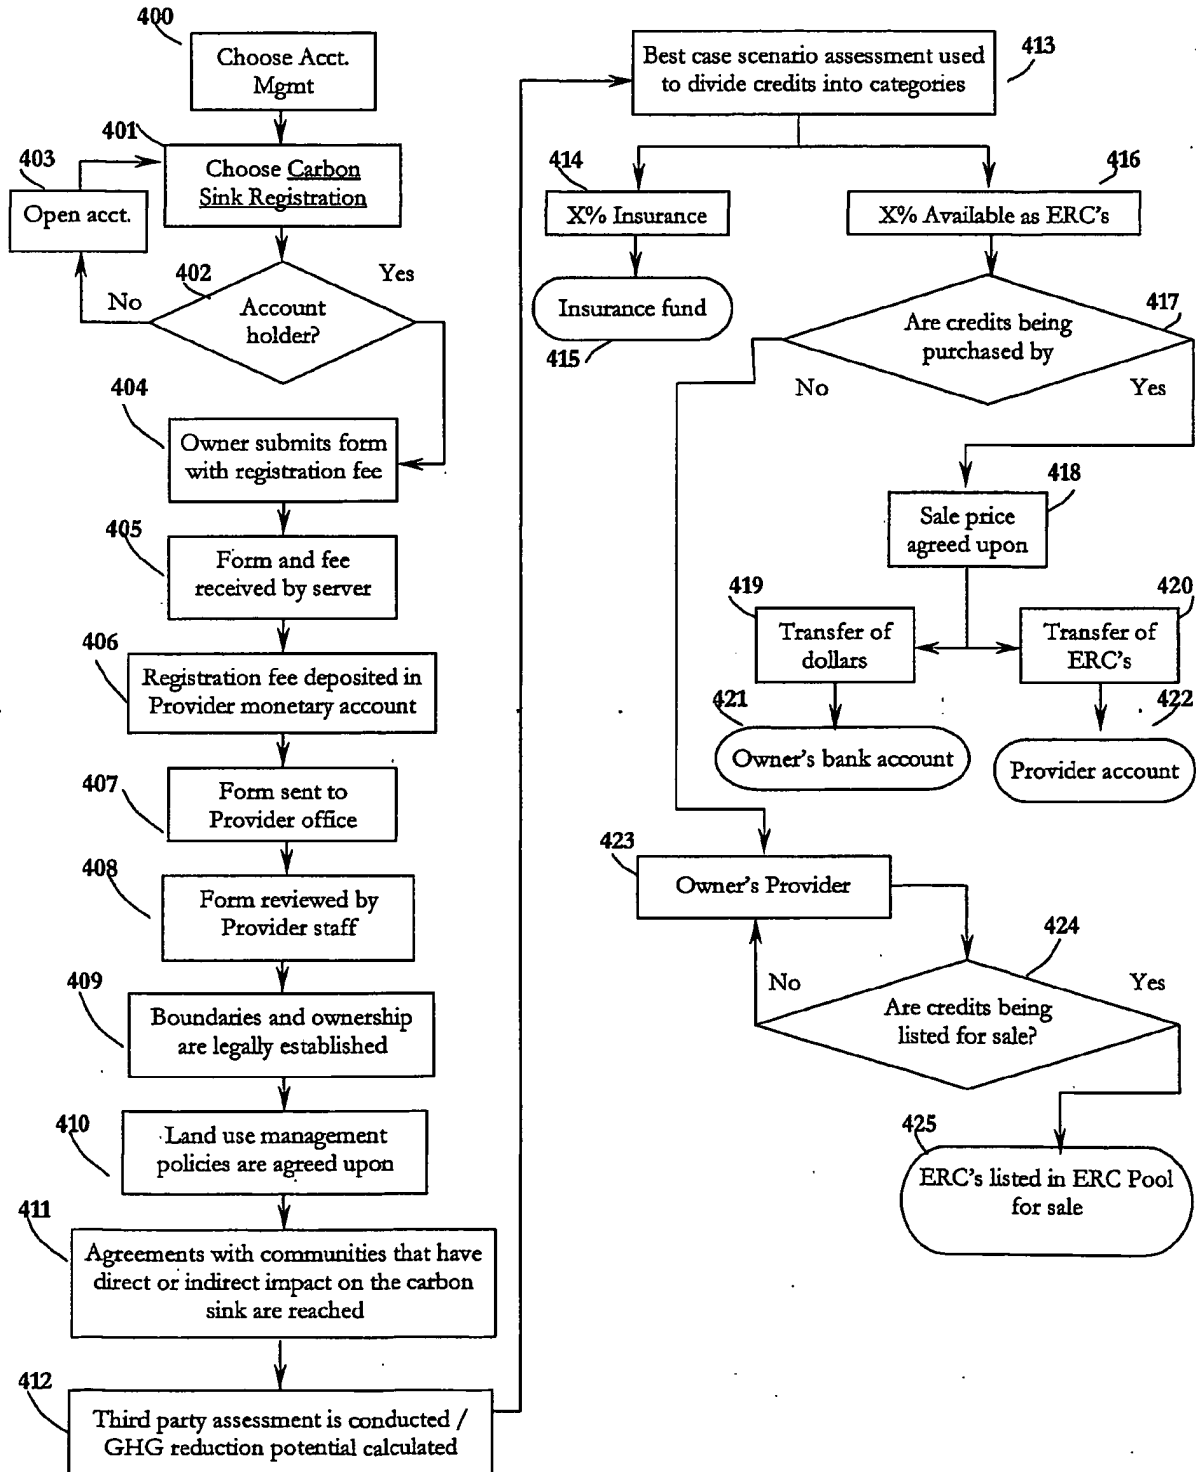 400
Choose Acct.
Mgmt
401
Choose Carbon
Sink Registration
403
Open acct.
402
Account
holder?
No
Yes
404
Owner submits form
with registration fee
405
Form and fee
received by server
406
Registration fee deposited in
Provider monetary account
407
Form sent to
Provider office
408
Form reviewed by
Provider staff
409
Boundaries and ownership
are legally established
410
Land use management
policies are agreed upon
411
Agreements with communities that have
direct or indirect impact on the carbon
sink are reached
412
Third party assessment is conducted /
GHG reduction potential calculated
413
Best case scenario assessment used
to divide credits into categories
414
X% Insurance
Insurance fund
415
416
X% Available as ERC's
417
Are credits being
purchased by
No
Yes
418
Sale price
agreed upon
419
Transfer of
dollars
420
Transfer of
ERC's
421
Owner's bank account
422
Provider account
423
Owner's Provider
424
Are credits being
listed for sale?
No
Yes
425
ERC's listed in ERC Pool
for sale